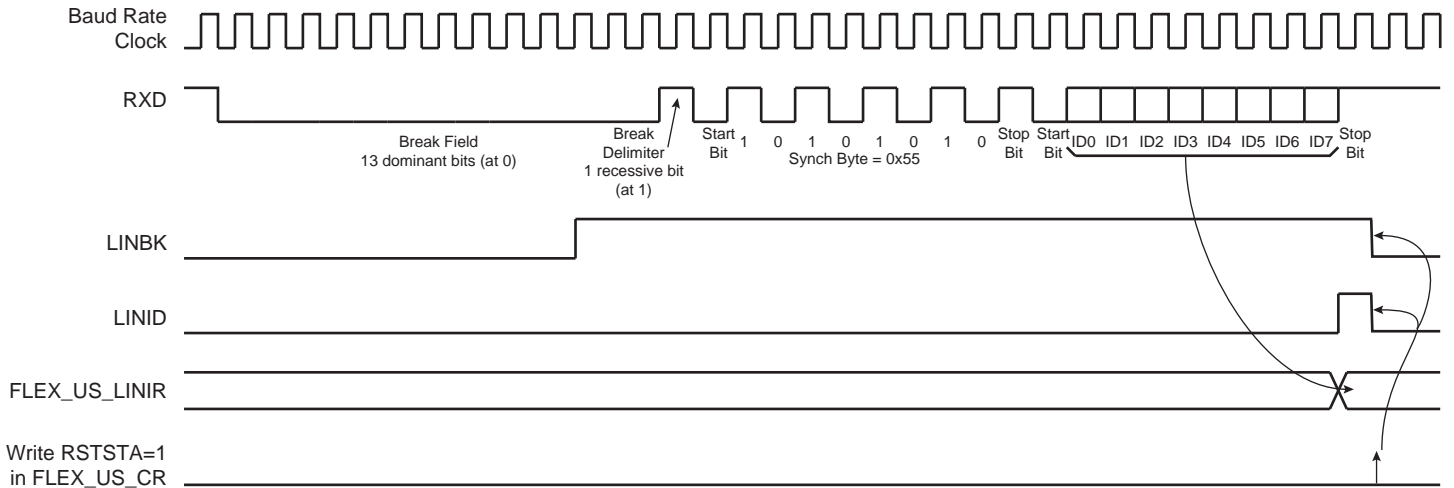 Baud Rate
Clock
RXD
Break Field
13 dominant bits (at 0)
Break
Delimiter
1 recessive bit
(at 1)
Start
Bit
1 0 1 0 1 0 1 0
Synch Byte = 0x55
Stop
Bit
Start
Bit
ID0 ID1 ID2 ID3 ID4 ID5 ID6 ID7
Stop
Bit
LINBK
LINID
FLEX_US_LINIR
Write RSTSTA=1
in FLEX_US_CR